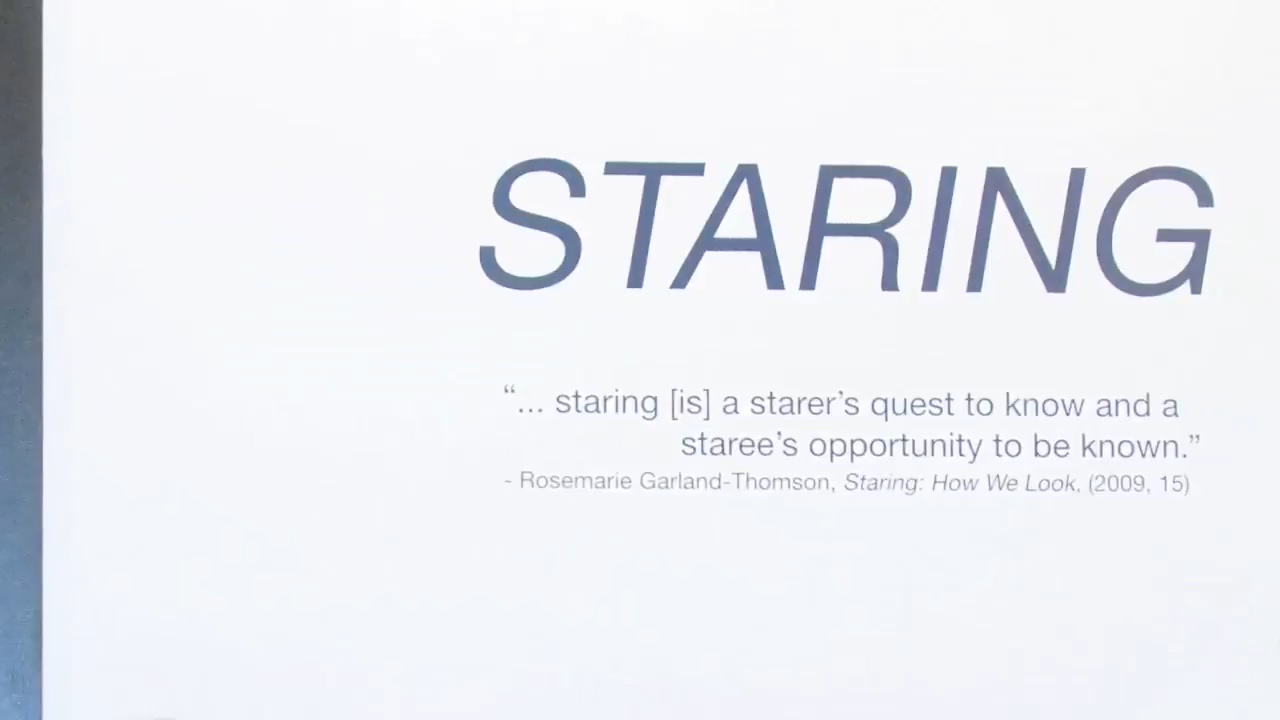 STARING
“... staring [is] a starer’s quest to know and a
staree’s opportunity to be known.”
- Rosemarie Garland-Thomson, Staring: How We Look, (2009, 15)